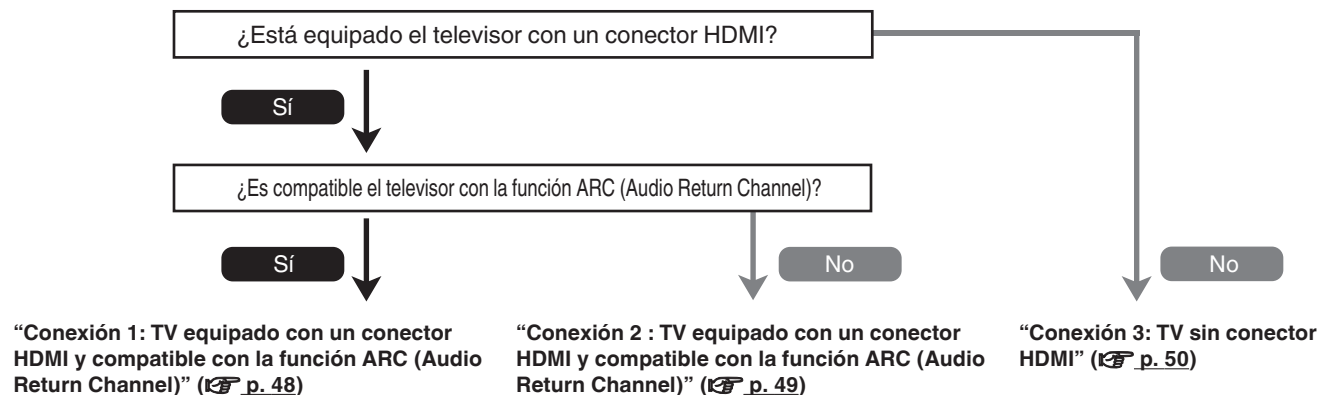 ¿Está equipado el televisor con un conector HDMI?
Sí
¿Es compatible el televisor con la función ARC (Audio Return Channel)?
Sí
No
No
“Conexión 1: TV equipado con un conector
HDMI y compatible con la función ARC (Audio
Return Channel)” (☞ p. 48)
“Conexión 2 : TV equipado con un conector
HDMI y compatible con la función ARC (Audio
Return Channel)” (☞ p. 49)
“Conexión 3: TV sin conector
HDMI” (☞ p. 50)